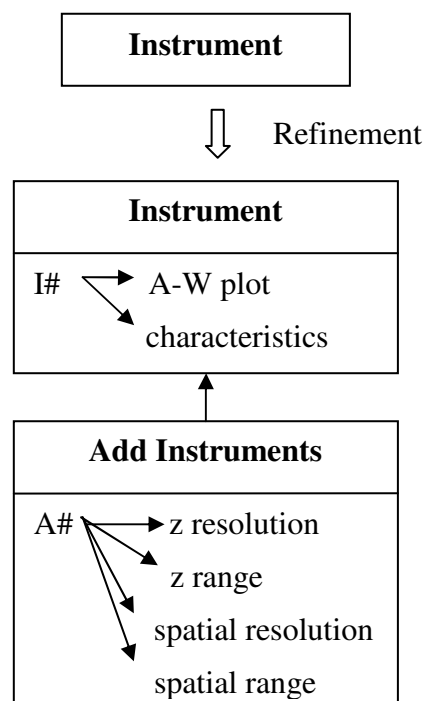 Instrument
Refinement
Instrument
I# A-W plot
characteristics
Add Instruments
A# z resolution
z range
spatial resolution
spatial range